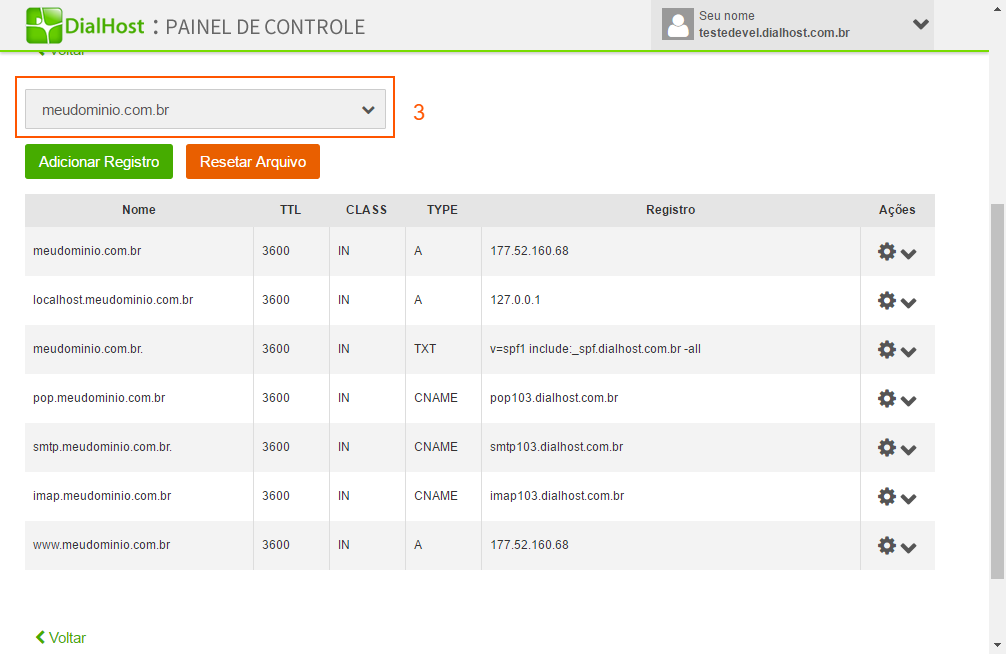 DialHost : PAINEL DE CONTROLE
Seu nome
testedevel.dialhost.com.br
Voltar
meudominio.com.br
3
Adicionar Registro Resetar Arquivo
Nome TTL CLASS TYPE Registro Ações
meudominio.com.br 3600 IN A 177.52.160.68
localhost.meudominio.com.br 3600 IN A 127.0.0.1
meudominio.com.br. 3600 IN TXT v=spf1 include:_spf.dialhost.com.br -all
pop.meudominio.com.br 3600 IN CNAME pop103.dialhost.com.br
smtp.meudominio.com.br. 3600 IN CNAME smtp103.dialhost.com.br
imap.meudominio.com.br 3600 IN CNAME imap103.dialhost.com.br
www.meudominio.com.br 3600 IN A 177.52.160.68
Voltar